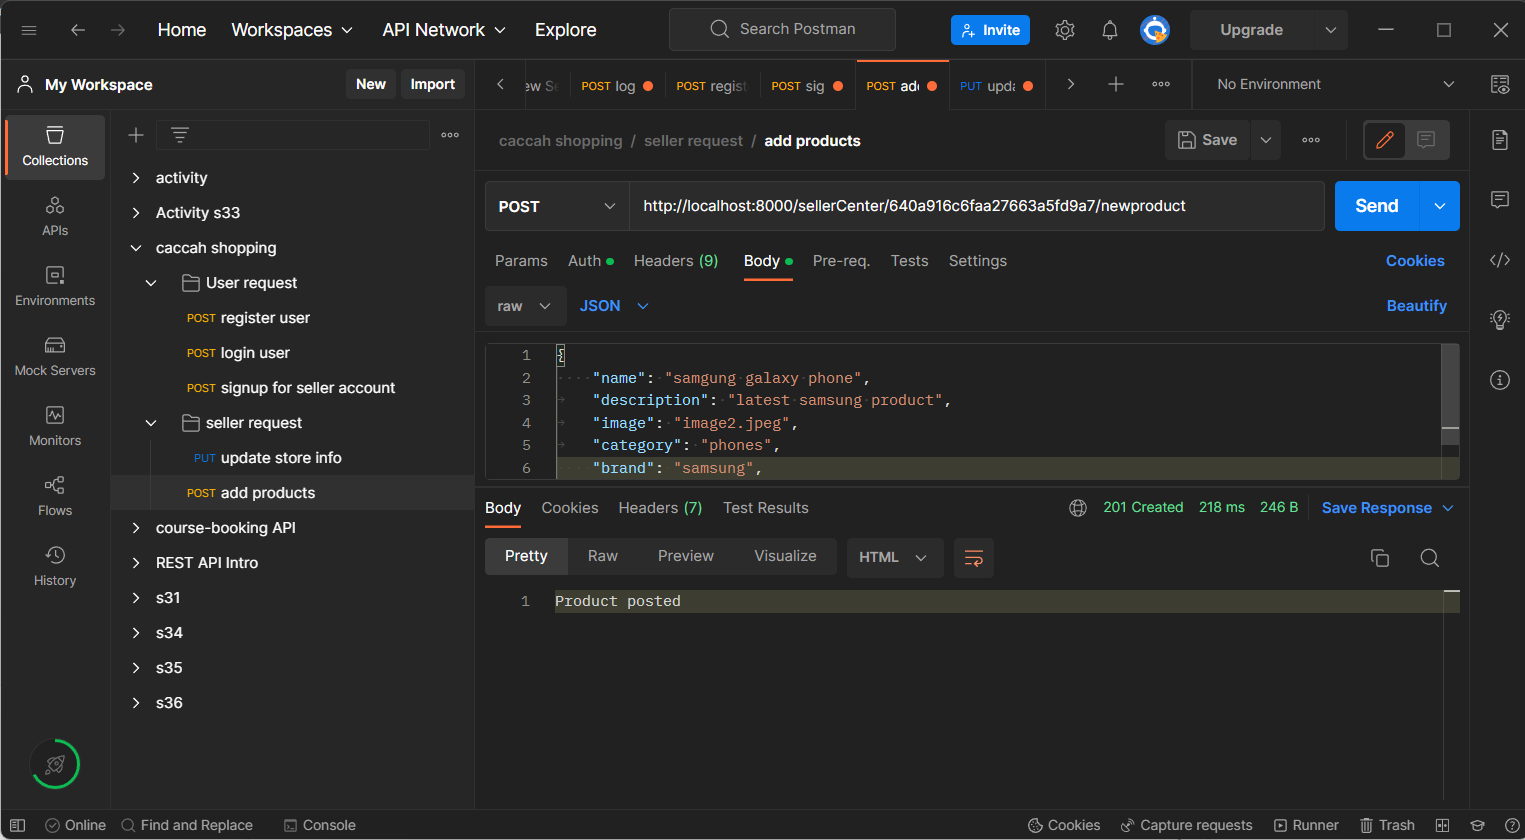 Home Workspaces API Network Explore Search Postman Invite Upgrade
My Workspace New Import
POST log POST regist POST sig POST add PUT upda No Environment
Collections
APIs
Environments
Mock Servers
Monitors
Flows
History
activity
Activity s33
caccah shopping
User request
POST register user
POST login user
POST signup for seller account
seller request
PUT update store info
POST add products
course-booking API
REST API Intro
s31
s34
s35
s36
caccah shopping / seller request / add products Save
POST http://localhost:8000/sellerCenter/640a916c6faa27663a5fd9a7/newproduct Send
Params Auth Headers (9) Body Pre-req. Tests Settings Cookies
raw JSON Beautify
1 {
2 "name": "samgung galaxy phone",
3 "description": "latest samsung product",
4 "image": "image2.jpeg",
5 "category": "phones",
6 "brand": "samsung",
Body Cookies Headers (7) Test Results 201 Created 218 ms 246 B Save Response
Pretty Raw Preview Visualize HTML
1 Product posted
Online Find and Replace Console Cookies Capture requests Runner Trash